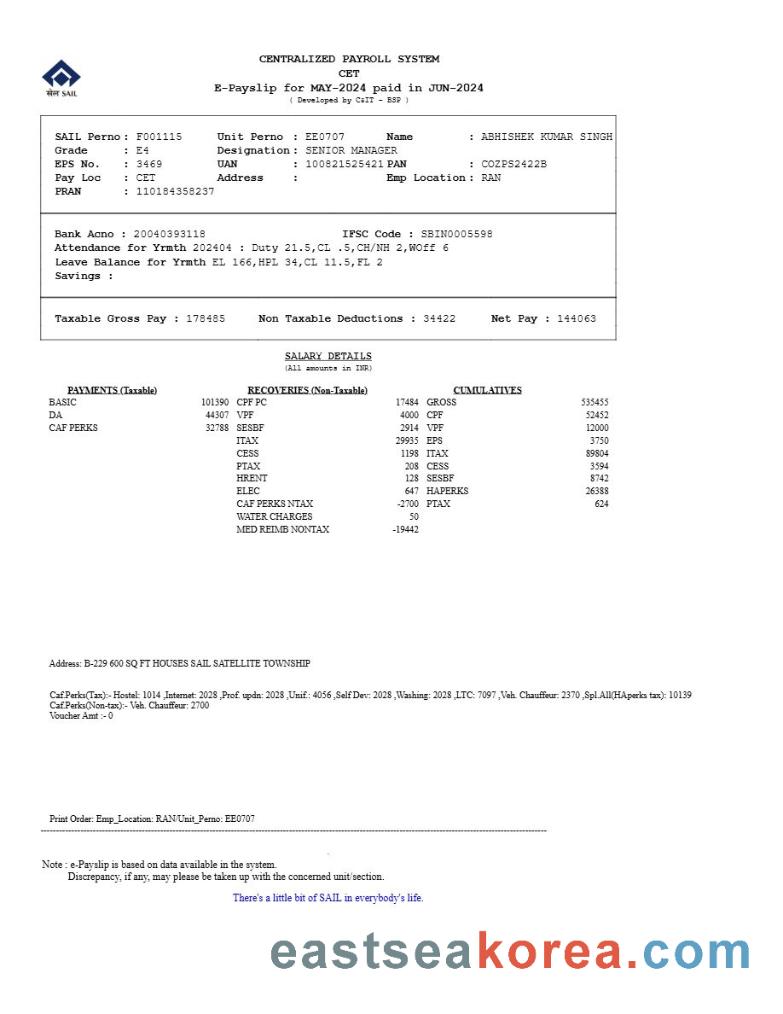 CENTRALIZED PAYROLL SYSTEM
CET
E-Payslip for MAY-2024 paid in JUN-2024
( Developed by C&IT - BSP )
सेल SAIL
SAIL Perno : F001115 Unit Perno : EE0707 Name : ABHISHEK KUMAR SINGH
Grade : E4 Designation : SENIOR MANAGER
EPS No. : 3469 UAN : 100821525421 PAN : COZPS2422B
Pay Loc : CET Address : Emp Location : RAN
PRAN : 110184358237
Bank Acno : 20040393118 IFSC Code : SBIN0005598
Attendance for Yrmth 202404 : Duty 21.5,CL .5,CH/NH 2,WOff 6
Leave Balance for Yrmth EL 166,HPL 34,CL 11.5,FL 2
Savings :
Taxable Gross Pay : 178485 Non Taxable Deductions : 34422 Net Pay : 144063
SALARY DETAILS
(All amounts in INR)
PAYMENTS (Taxable) RECOVERIES (Non-Taxable) CUMULATIVES
BASIC 101390 CPF PC 17484 GROSS 535455
DA 44307 VPF 4000 CPF 52452
CAF PERKS 32788 SESBF 2914 VPF 12000
ITAX 29935 EPS 3750
CESS 1198 ITAX 89804
PTAX 208 CESS 3594
HRENT 128 SESBF 8742
ELEC 647 HAPERKS 26388
CAF PERKS NTAX -2700 PTAX 624
WATER CHARGES 50
MED REIMB NONTAX -19442
Address: B-229 600 SQ FT HOUSES SAIL SATELLITE TOWNSHIP
Caf.Perks(Tax):- Hostel: 1014 ,Internet: 2028 ,Prof. updn: 2028 ,Unif.: 4056 ,Self Dev: 2028 ,Washing: 2028 ,LTC: 7097 ,Veh. Chauffeur: 2370 ,Spl.All(HAperks tax): 10139
Caf.Perks(Non-tax):- Veh. Chauffeur: 2700
Voucher Amt :- 0
Print Order: Emp_Location: RAN/Unit_Perno: EE0707
Note : e-Payslip is based on data available in the system.
Discrepancy, if any, may please be taken up with the concerned unit/section.
There's a little bit of SAIL in everybody's life.
eastseakorea.com